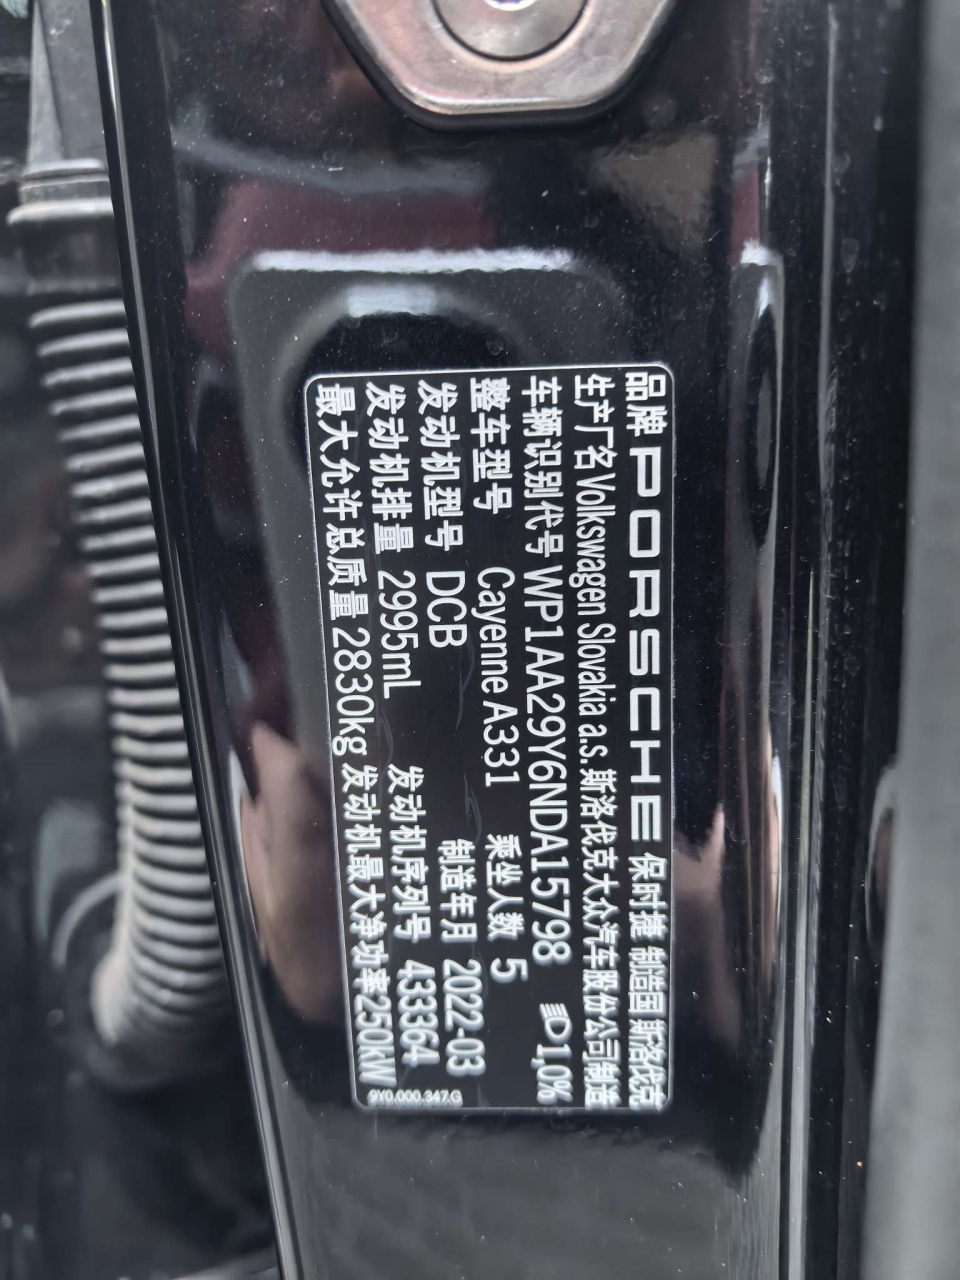 品牌 PORSCHE 保时捷 制造国 斯洛伐克
生产厂名 Volkswagen Slovakia a.s. 斯洛伐克大众汽车股份公司制造
车辆识别代号 WP1AA29Y6NDA15798 1,0%
整车型号 Cayenne A331 乘坐人数 5
发动机型号 DCB 制造年月 2022-03
发动机排量 2995mL 发动机序列号 433364
最大允许总质量 2830kg 发动机最大净功率250kW
9Y0.000.347.G